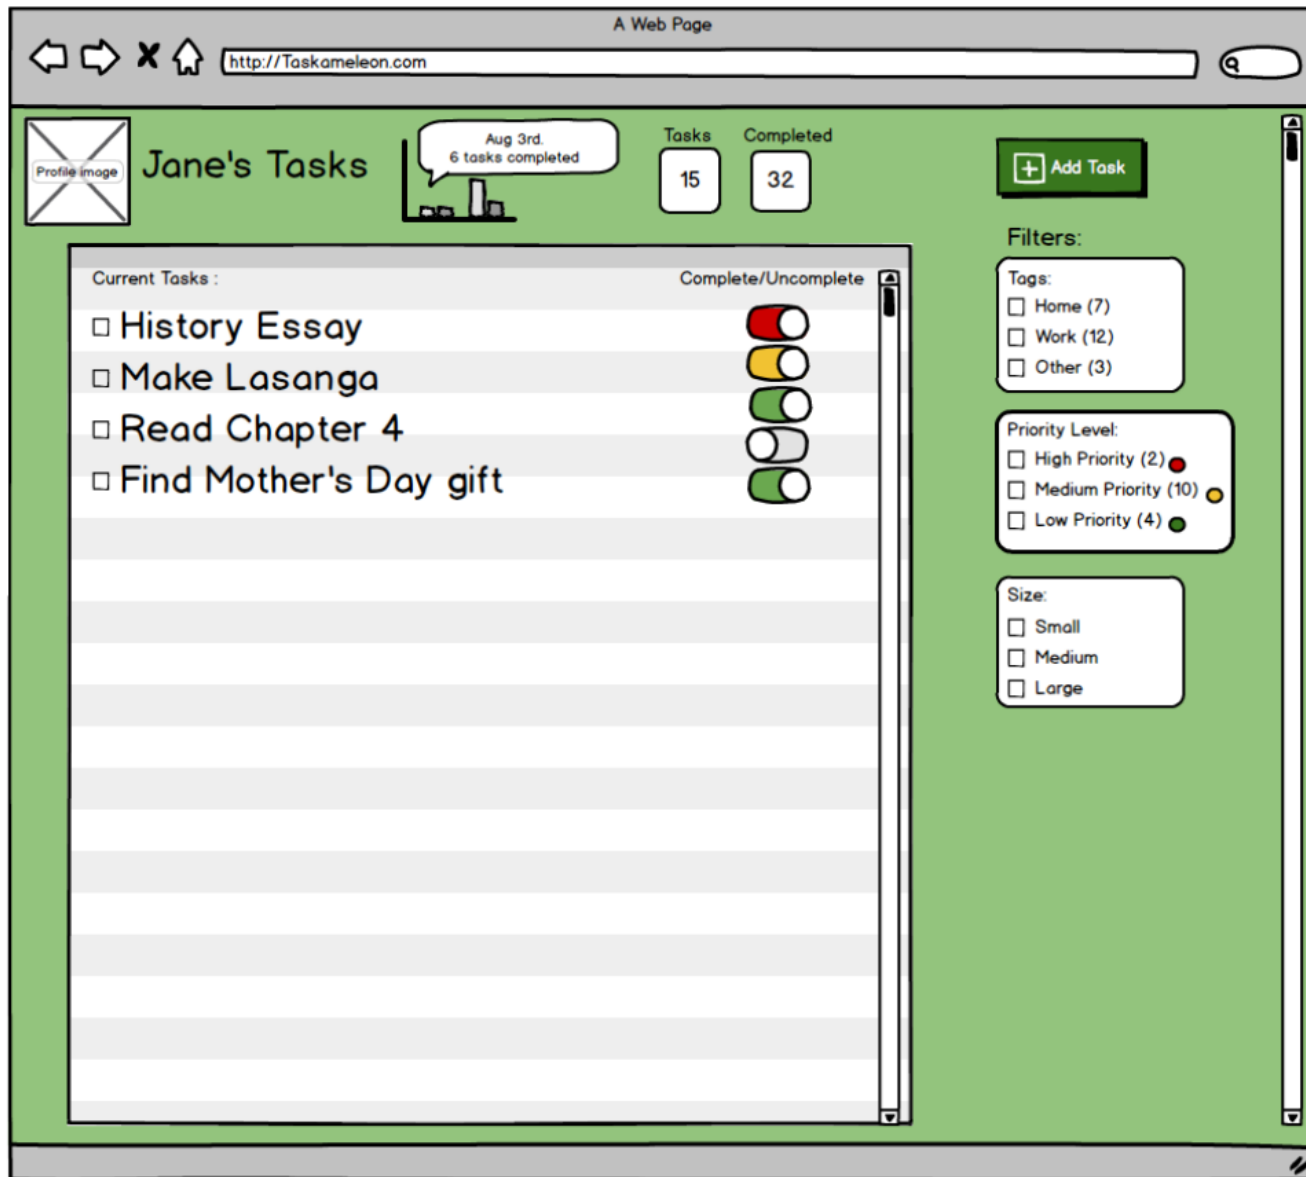 A Web Page
http://Taskameleon.com
Profile image
Jane's Tasks
Aug 3rd.
6 tasks completed
Tasks
15
Completed
32
Add Task
Current Tasks :
Complete/Uncomplete
History Essay
Make Lasanga
Read Chapter 4
Find Mother's Day gift
Filters:
Tags:
Home (7)
Work (12)
Other (3)
Priority Level:
High Priority (2)
Medium Priority (10)
Low Priority (4)
Size:
Small
Medium
Large